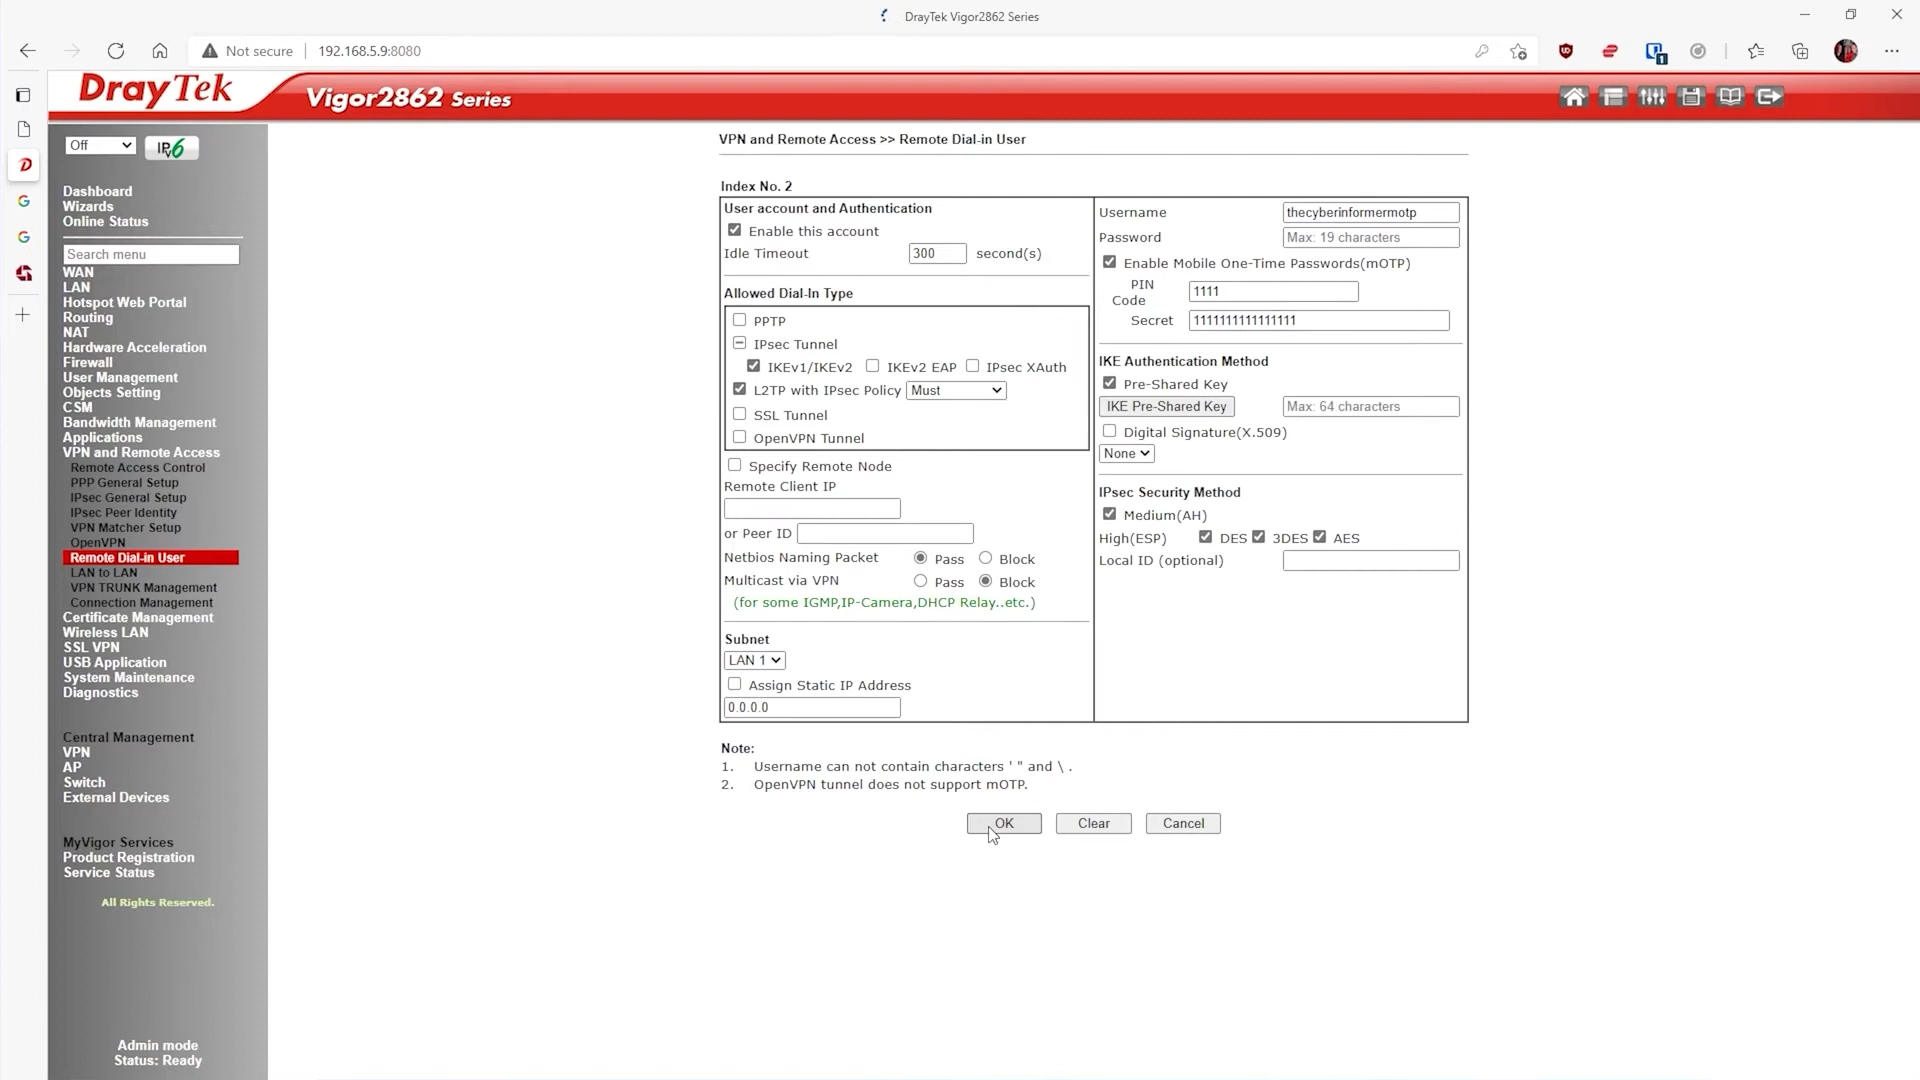 DrayTek Vigor2862 Series
Not secure 192.168.5.9:8080
1
DrayTek Vigor2862 Series
Off IPv6
Dashboard
Wizards
Online Status
Search menu
WAN
LAN
Hotspot Web Portal
Routing
NAT
Hardware Acceleration
Firewall
User Management
Objects Setting
CSM
Bandwidth Management
Applications
VPN and Remote Access
Remote Access Control
PPP General Setup
IPsec General Setup
IPsec Peer Identity
VPN Matcher Setup
OpenVPN
Remote Dial-in User
LAN to LAN
VPN TRUNK Management
Connection Management
Certificate Management
Wireless LAN
SSL VPN
USB Application
System Maintenance
Diagnostics
Central Management
VPN
AP
Switch
External Devices
MyVigor Services
Product Registration
Service Status
All Rights Reserved.
Admin mode
Status: Ready
VPN and Remote Access >> Remote Dial-in User
Index No. 2
User account and Authentication
Enable this account
Idle Timeout 300 second(s)
Allowed Dial-In Type
PPTP
IPsec Tunnel
IKEv1/IKEv2 IKEv2 EAP IPsec XAuth
L2TP with IPsec Policy Must
SSL Tunnel
OpenVPN Tunnel
Specify Remote Node
Remote Client IP
or Peer ID
Netbios Naming Packet Pass Block
Multicast via VPN Pass Block
(for some IGMP,IP-Camera,DHCP Relay..etc.)
Subnet
LAN 1
Assign Static IP Address
0.0.0.0
Username thecyberinformermotp
Password Max: 19 characters
Enable Mobile One-Time Passwords(mOTP)
PIN
Code 1111
Secret 1111111111111111
IKE Authentication Method
Pre-Shared Key
IKE Pre-Shared Key Max: 64 characters
Digital Signature(X.509)
None
IPsec Security Method
Medium(AH)
High(ESP) DES 3DES AES
Local ID (optional)
Note:
1. Username can not contain characters ' " and \ .
2. OpenVPN tunnel does not support mOTP.
OK Clear Cancel